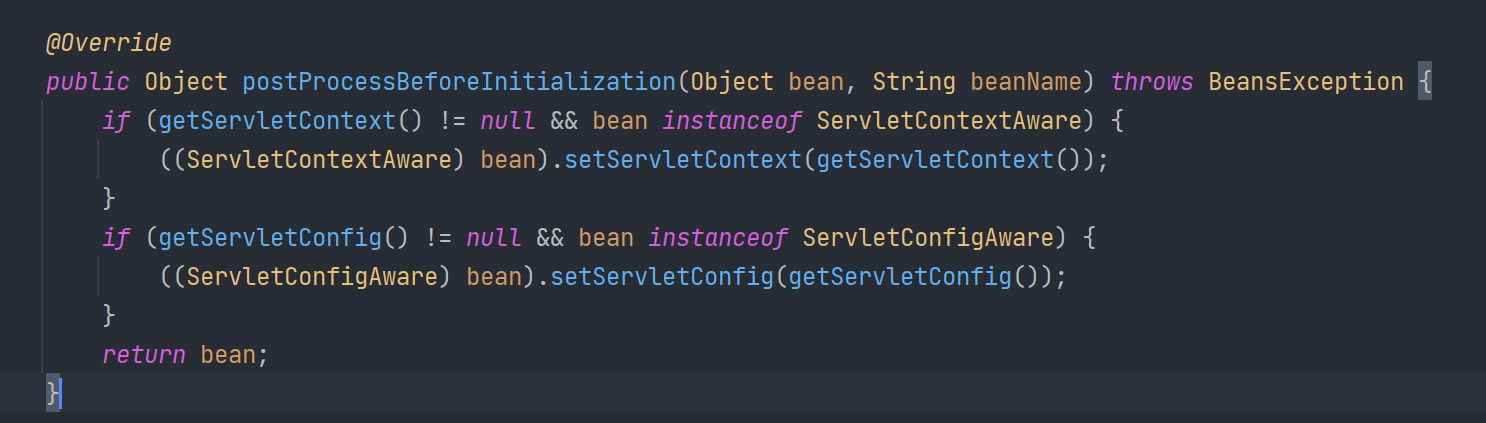 @Override
public Object postProcessBeforeInitialization(Object bean, String beanName) throws BeansException {
    if (getServletContext() != null && bean instanceof ServletContextAware) {
        ((ServletContextAware) bean).setServletContext(getServletContext());
    }
    if (getServletConfig() != null && bean instanceof ServletConfigAware) {
        ((ServletConfigAware) bean).setServletConfig(getServletConfig());
    }
    return bean;
}